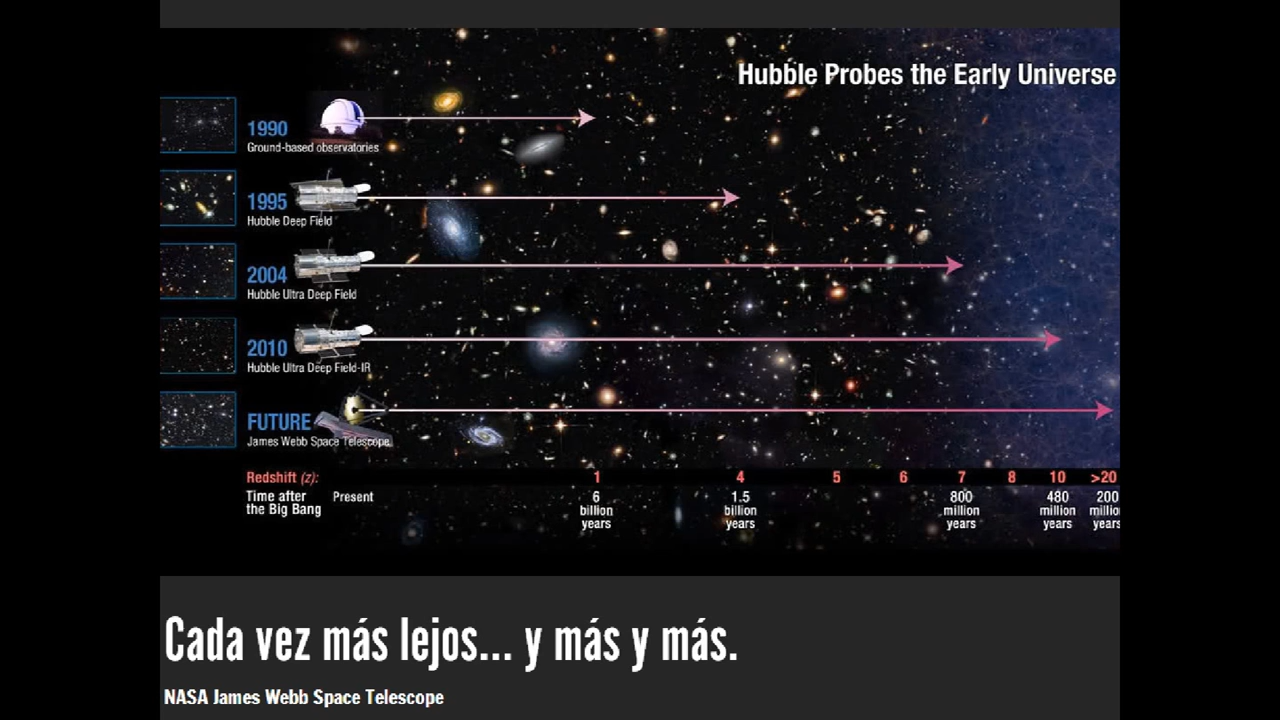 Hubble Probes the Early Universe
1990
Ground-based observatories
1995
Hubble Deep Field
2004
Hubble Ultra Deep Field
2010
Hubble Ultra Deep Field-IR
FUTURE
James Webb Space Telescope
Redshift (z): 1 4 5 6 7 8 10 >20
Time after the Big Bang
Present
6 billion years
1.5 billion years
800 million years
480 million years
200 million years
Cada vez más lejos... y más y más.
NASA James Webb Space Telescope